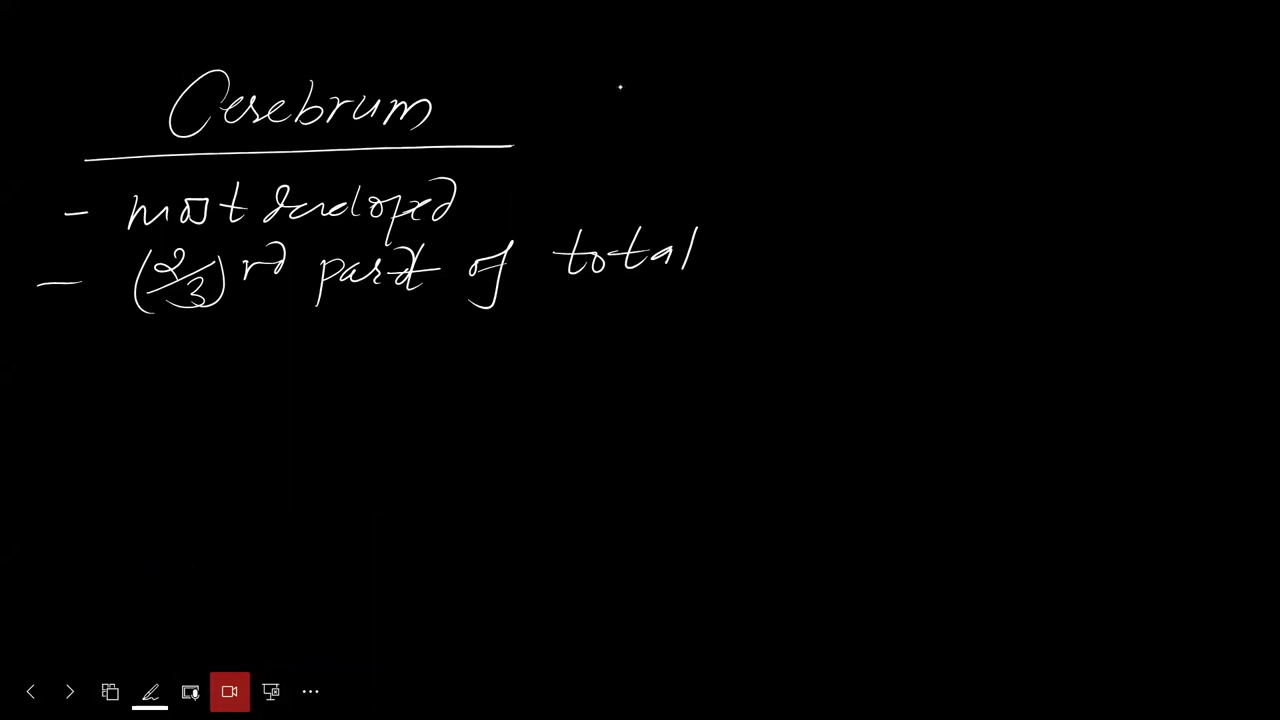 Cerebrum
- most developed
- (2/3)rd part of total